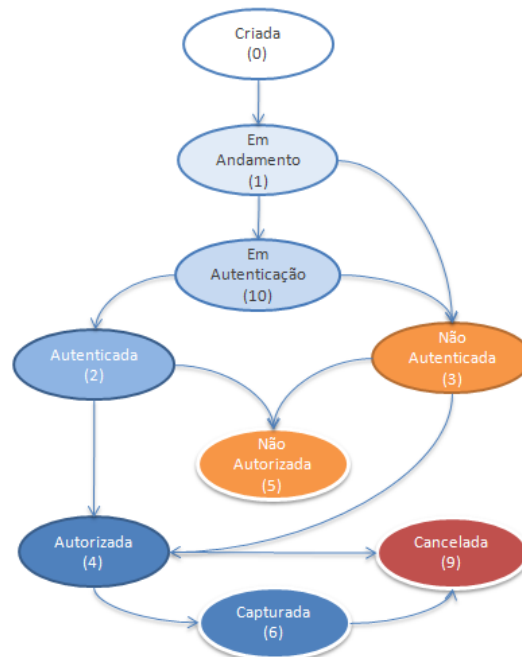 Criada
(0)
Em
Andamento
(1)
Em
Autenticação
(10)
Autenticada
(2)
Não
Autenticada
(3)
Não
Autorizada
(5)
Autorizada
(4)
Cancelada
(9)
Capturada
(6)